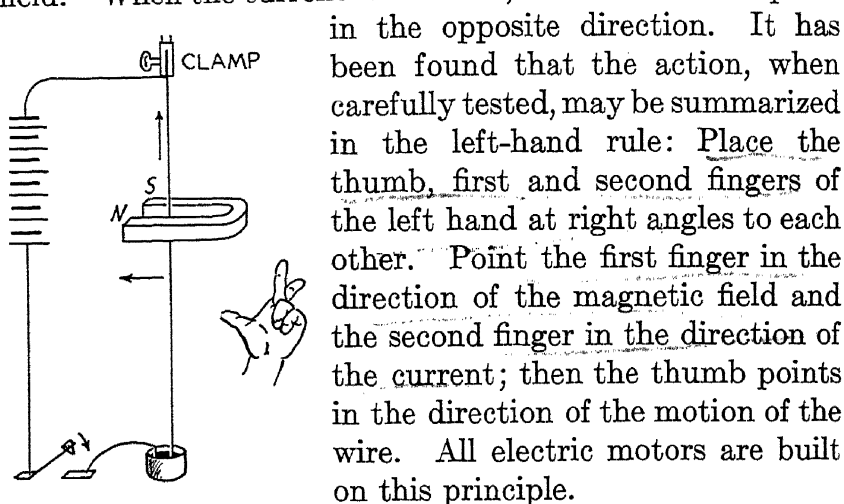 in the opposite direction. It has
CLAMP
been found that the action, when
carefully tested, may be summarized
in the left-hand rule: Place the
S
thumb, first and second fingers of
N
the left hand at right angles to each
other. Point the first finger in the
direction of the magnetic field and
the second finger in the direction of
the current; then the thumb points
in the direction of the motion of the
wire. All electric motors are built
on this principle.